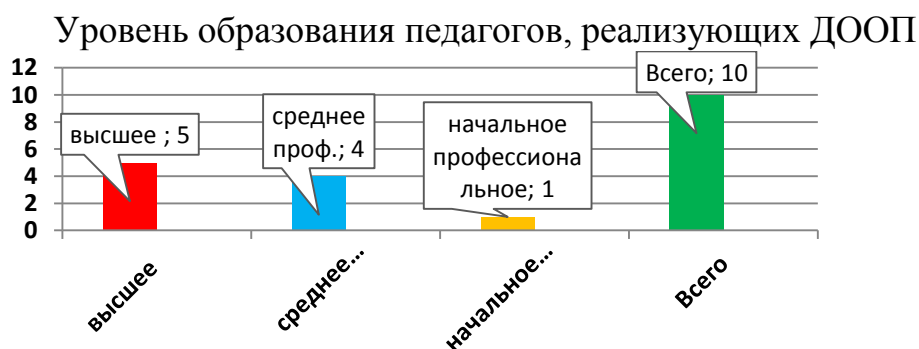 Уровень образования педагогов, реализующих ДООП
12
10
8
6
4
2
0
высшее ; 5
среднее
проф.; 4
начальное
профессиона
льное; 1
Всего; 10
высшее
среднее...
начальное...
Всего